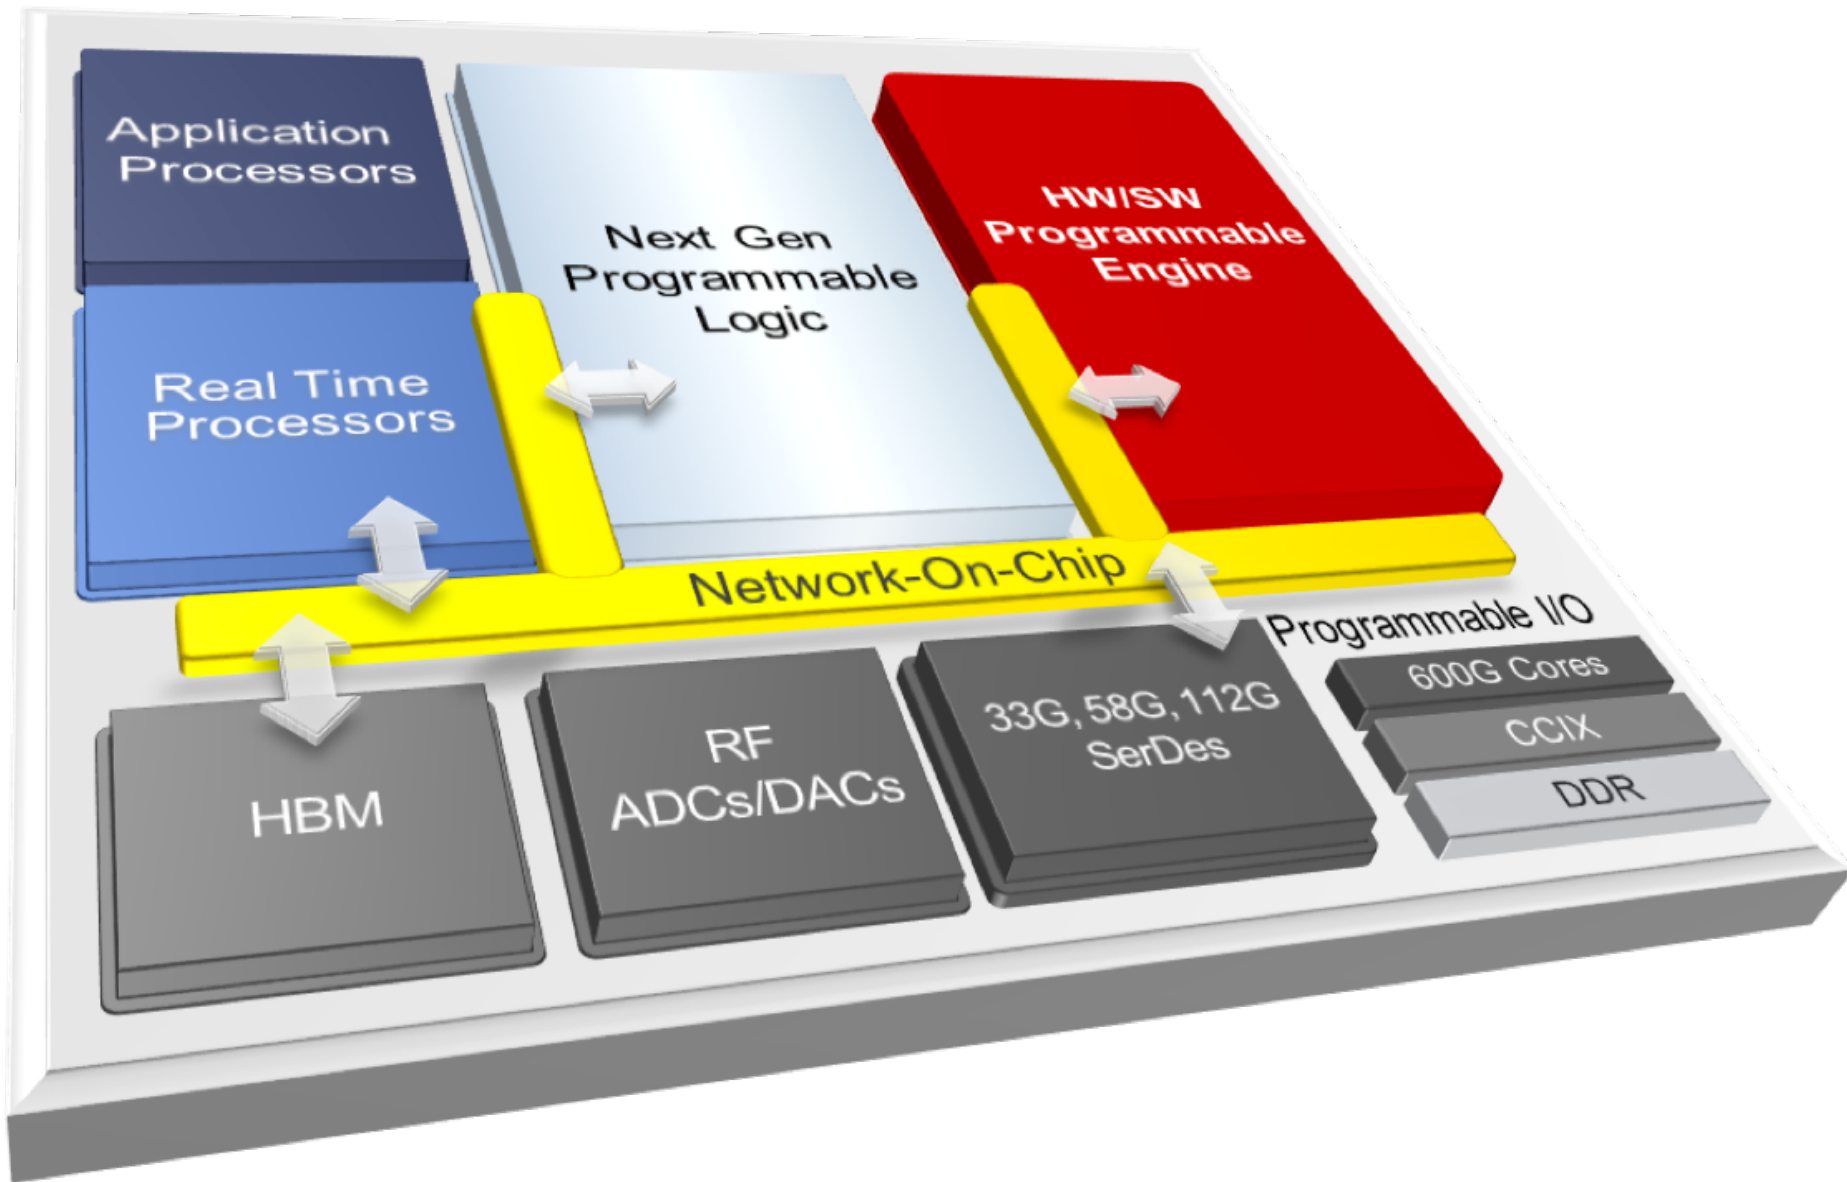 Application
Processors
Next Gen
Programmable
Logic
HW/SW
Programmable
Engine
Real Time
Processors
Network-On-Chip
Programmable I/O
HBM
RF
ADCs/DACs
33G, 58G, 112G
SerDes
600G Cores
CCIX
DDR